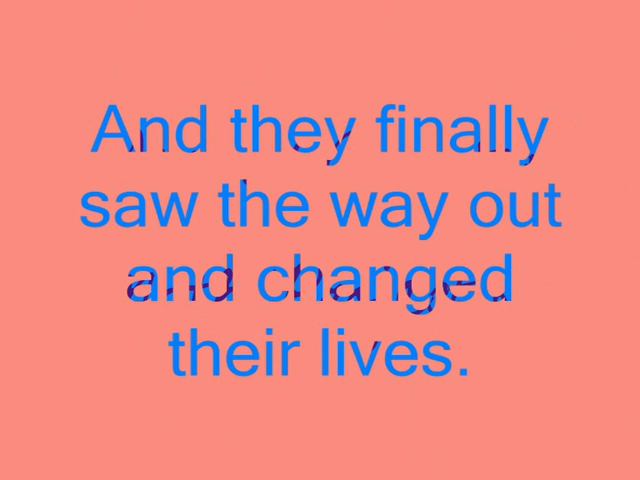 And they finally
saw the way out
and changed
their lives.